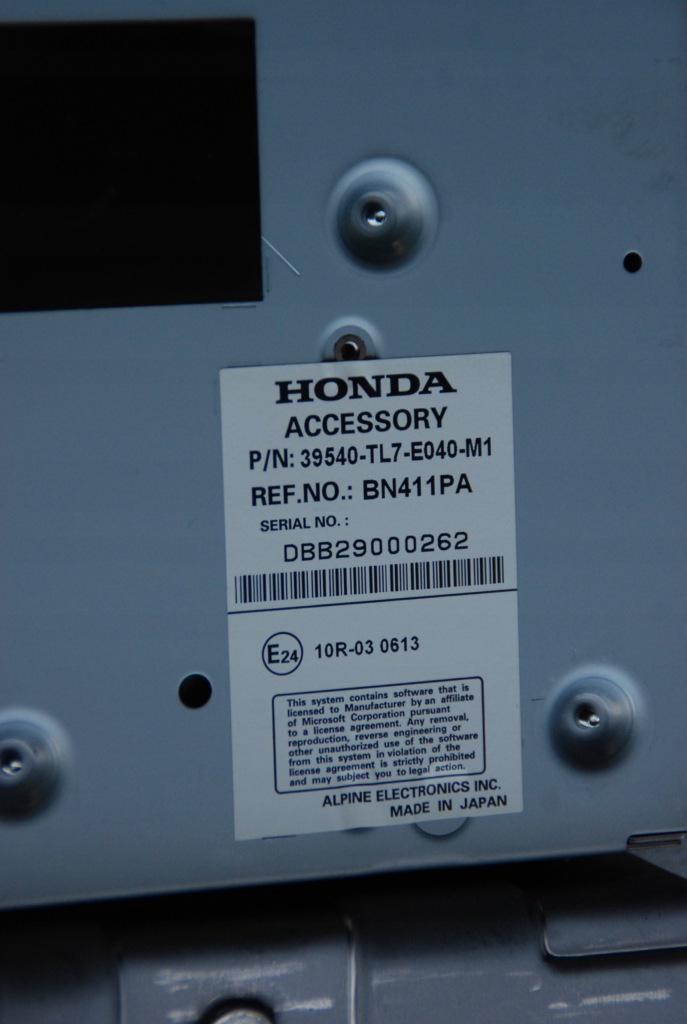 HONDA
ACCESSORY
P/N: 39540-TL7-E040-M1
REF.NO.: BN411PA
SERIAL NO. :
DBB29000262
E24 10R-03 0613
This system contains software that is
licensed to Manufacturer by an affiliate
of Microsoft Corporation pursuant
to a license agreement. Any removal,
reproduction, reverse engineering or
other unauthorized use of the software
from this system in violation of the
license agreement is strictly prohibited
and may subject you to legal action.
ALPINE ELECTRONICS INC.
MADE IN JAPAN